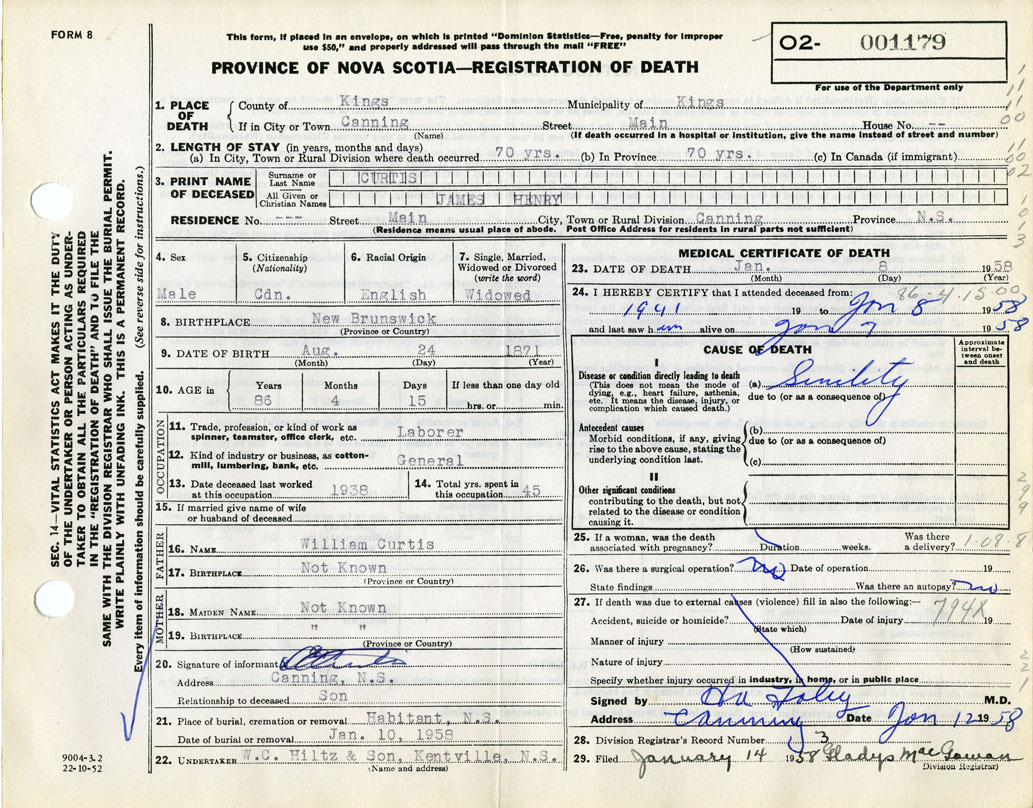 FORM 8
This form, if placed in an envelope, on which is printed "Dominion Statistics—Free, penalty for improper
use $50," and properly addressed will pass through the mail "FREE"
PROVINCE OF NOVA SCOTIA—REGISTRATION OF DEATH
O2- 001179
For use of the Department only
1. PLACE OF DEATH
County of Kings Municipality of Kings
If in City or Town Canning Street Main House No. --
(Name) (If death occurred in a hospital or institution, give the name instead of street and number)
2. LENGTH OF STAY (in years, months and days)
(a) In City, Town or Rural Division where death occurred 70 yrs. (b) In Province 70 yrs. (c) In Canada (if immigrant)
3. PRINT NAME OF DECEASED
Surname or Last Name CURTIS
All Given or Christian Names JAMES HENRY
RESIDENCE No. --- Street Main City, Town or Rural Division Canning Province N.S.
(Residence means usual place of abode. Post Office Address for residents in rural parts not sufficient)
4. Sex
Male
5. Citizenship
(Nationality)
Cdn.
6. Racial Origin
English
7. Single, Married,
Widowed or Divorced
(write the word)
Widowed
8. BIRTHPLACE New Brunswick
(Province or Country)
9. DATE OF BIRTH Aug. 24 1871
(Month) (Day) (Year)
10. AGE in
Years Months Days If less than one day old
86 4 15 hrs. or min.
OCCUPATION
11. Trade, profession, or kind of work as
spinner, teamster, office clerk, etc. Laborer
12. Kind of industry or business, as cotton-
mill, lumbering, bank, etc. General
13. Date deceased last worked
at this occupation 1938
14. Total yrs. spent in
this occupation 45
15. If married give name of wife
or husband of deceased
FATHER
16. NAME William Curtis
17. BIRTHPLACE Not Known
(Province or Country)
MOTHER
18. MAIDEN NAME Not Known
19. BIRTHPLACE " "
(Province or Country)
20. Signature of informant
Address Canning, N.S.
Relationship to deceased Son
21. Place of burial, cremation or removal Habitant, N.S.
Date of burial or removal Jan. 10, 1958
22. UNDERTAKER W.C. Hiltz & Son, Kentville, N.S.
(Name and address)
MEDICAL CERTIFICATE OF DEATH
23. DATE OF DEATH Jan. 8 1958
(Month) (Day) (Year)
86-4-15-00
24. I HEREBY CERTIFY that I attended deceased from:
1941 19 to Jan 8 1958
and last saw h im alive on Jan 7 1958
CAUSE OF DEATH
Approximate
interval be-
tween onset
and death
I
Disease or condition directly leading to death
(This does not mean the mode of
dying, e.g., heart failure, asthenia,
etc. It means the disease, injury, or
complication which caused death.)
(a) Senility
due to (or as a consequence of)
Antecedent causes
Morbid conditions, if any, giving
rise to the above cause, stating the
underlying condition last.
(b)
due to (or as a consequence of)
(c)
II
Other significant conditions
contributing to the death, but not
related to the disease or condition
causing it.
25. If a woman, was the death
associated with pregnancy? Duration weeks. Was there
a delivery? 1-08-8
26. Was there a surgical operation? no Date of operation 19
State findings Was there an autopsy? no
27. If death was due to external causes (violence) fill in also the following:—
794X
Accident, suicide or homicide? Date of injury 19
(State which)
Manner of injury
(How sustained)
Nature of injury
Specify whether injury occurred in industry, in home, or in public place
Signed by M.D.
Address Canning Date Jan 12 1958
28. Division Registrar's Record Number 3
29. Filed January 14 1958 Gladys MacGowan
Division Registrar)
SEC. 14—VITAL STATISTICS ACT MAKES IT THE DUTY
OF THE UNDERTAKER OR PERSON ACTING AS UNDER-
TAKER TO OBTAIN ALL THE PARTICULARS REQUIRED
IN THE "REGISTRATION OF DEATH" AND TO FILE THE
SAME WITH THE DIVISION REGISTRAR WHO SHALL ISSUE THE BURIAL PERMIT.
WRITE PLAINLY WITH UNFADING INK. THIS IS A PERMANENT RECORD.
Every item of information should be carefully supplied. (See reverse side for instructions.)
9004-3.2
22-10-52